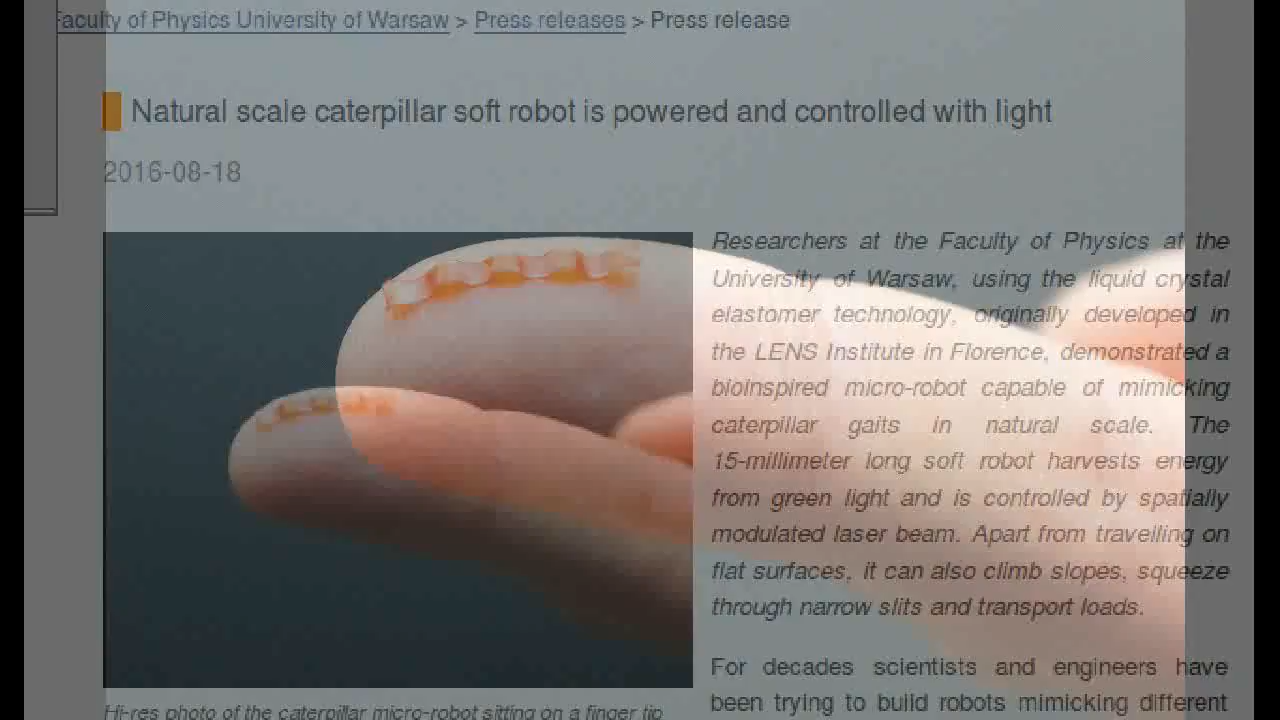 Faculty of Physics University of Warsaw > Press releases > Press release
Natural scale caterpillar soft robot is powered and controlled with light
2016-08-18
Researchers at the Faculty of Physics at the
University of Warsaw, using the liquid crystal
elastomer technology, originally developed in
the LENS Institute in Florence, demonstrated a
bioinspired micro-robot capable of mimicking
caterpillar gaits in natural scale. The
15-millimeter long soft robot harvests energy
from green light and is controlled by spatially
modulated laser beam. Apart from travelling on
flat surfaces, it can also climb slopes, squeeze
through narrow slits and transport loads.
For decades scientists and engineers have
been trying to build robots mimicking different
Hi-res photo of the caterpillar micro-robot sitting on a finger tip